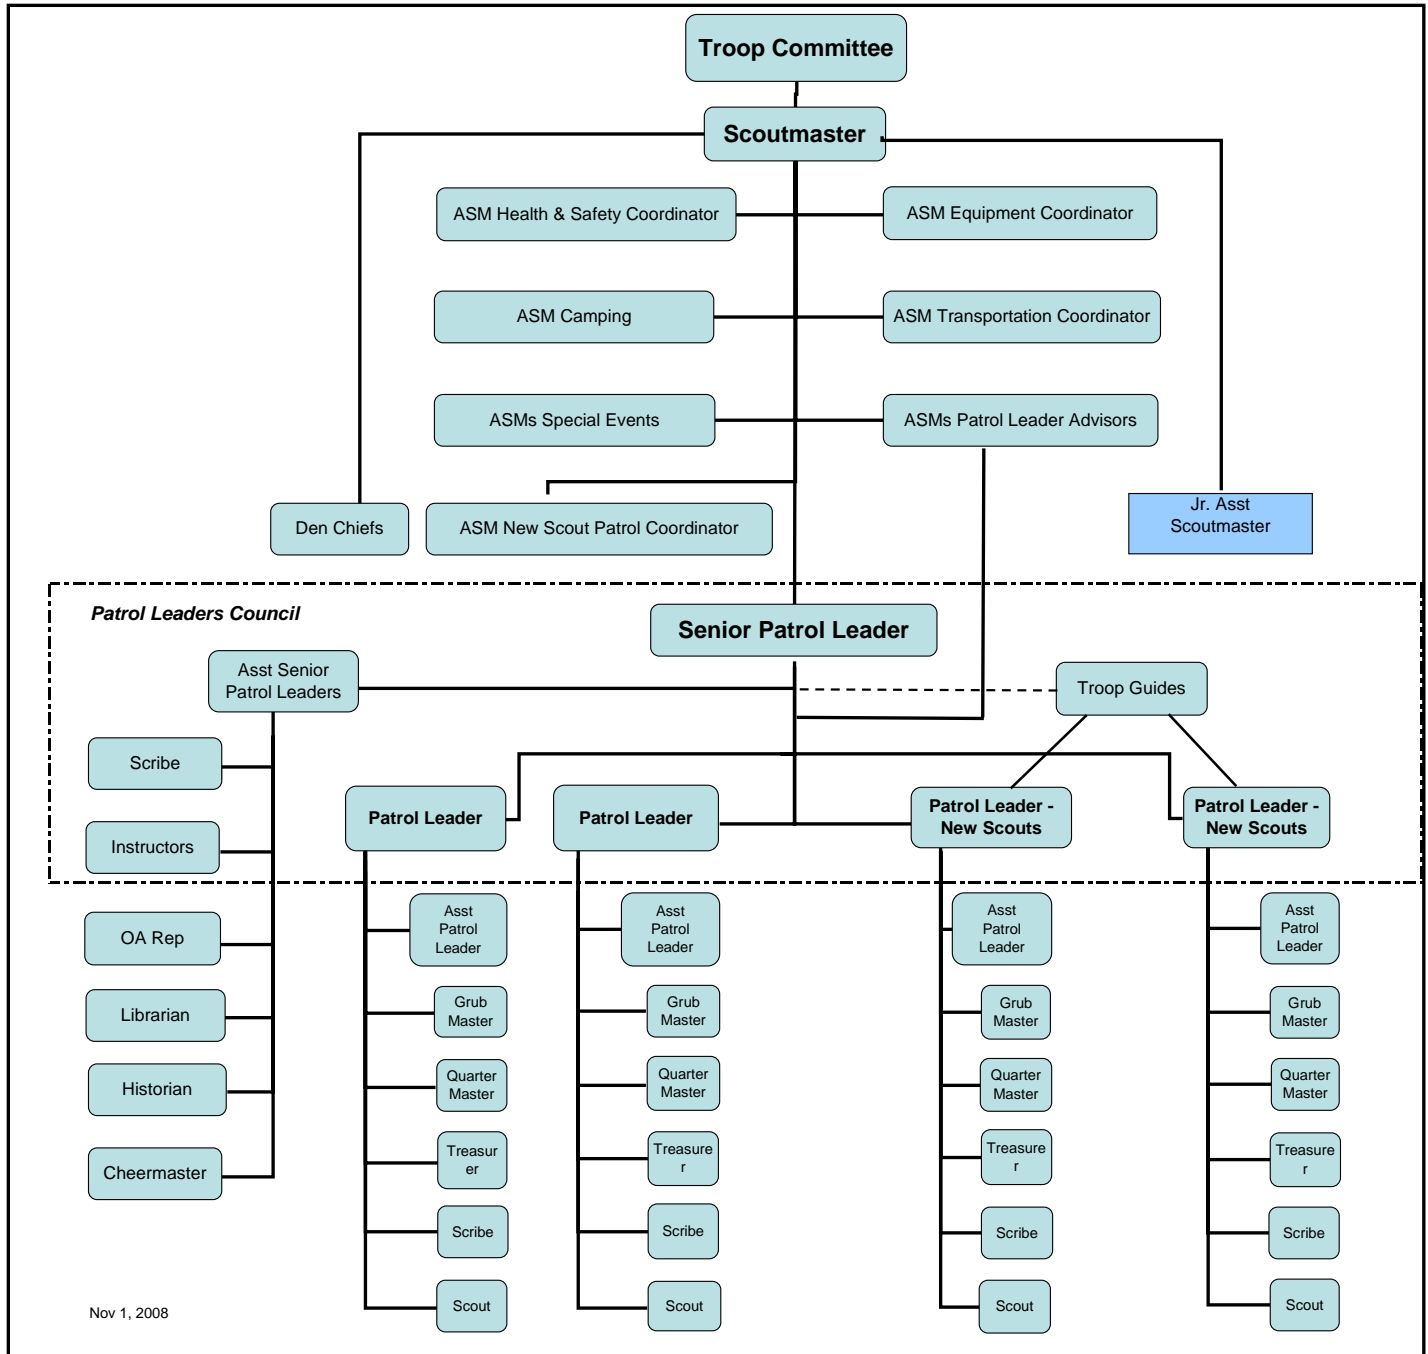 Troop Committee
Scoutmaster
ASM Health & Safety Coordinator
ASM Equipment Coordinator
ASM Camping
ASM Transportation Coordinator
ASMs Special Events
ASMs Patrol Leader Advisors
Den Chiefs
ASM New Scout Patrol Coordinator
Jr. Asst
Scoutmaster
Patrol Leaders Council
Senior Patrol Leader
Asst Senior
Patrol Leaders
Troop Guides
Scribe
Instructors
OA Rep
Librarian
Historian
Cheermaster
Patrol Leader
Patrol Leader
Patrol Leader -
New Scouts
Patrol Leader -
New Scouts
Asst
Patrol
Leader
Grub
Master
Quarter
Master
Treasur
er
Scribe
Scout
Asst
Patrol
Leader
Grub
Master
Quarter
Master
Treasure
r
Scribe
Scout
Asst
Patrol
Leader
Grub
Master
Quarter
Master
Treasure
r
Scribe
Scout
Asst
Patrol
Leader
Grub
Master
Quarter
Master
Treasure
r
Scribe
Scout
Nov 1, 2008